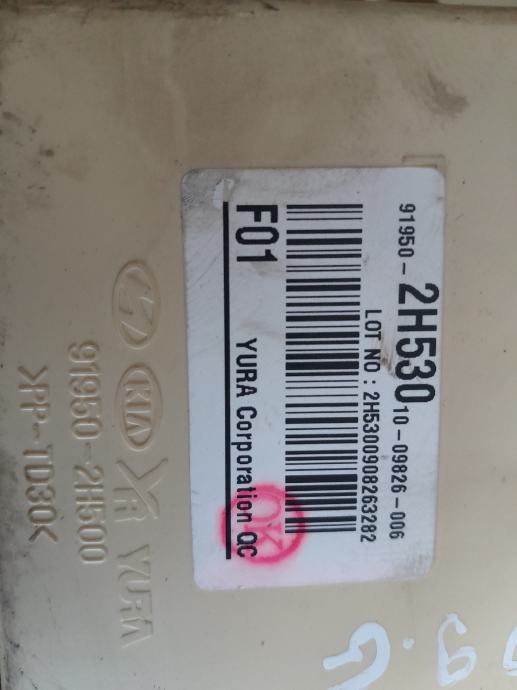 91950-2H530 10-09826-006
LOT NO : 2H5300908263282
F01 YURA Corporation QC
OK
KIA YURA
91950-2H500
>PP-TD30<
9.G